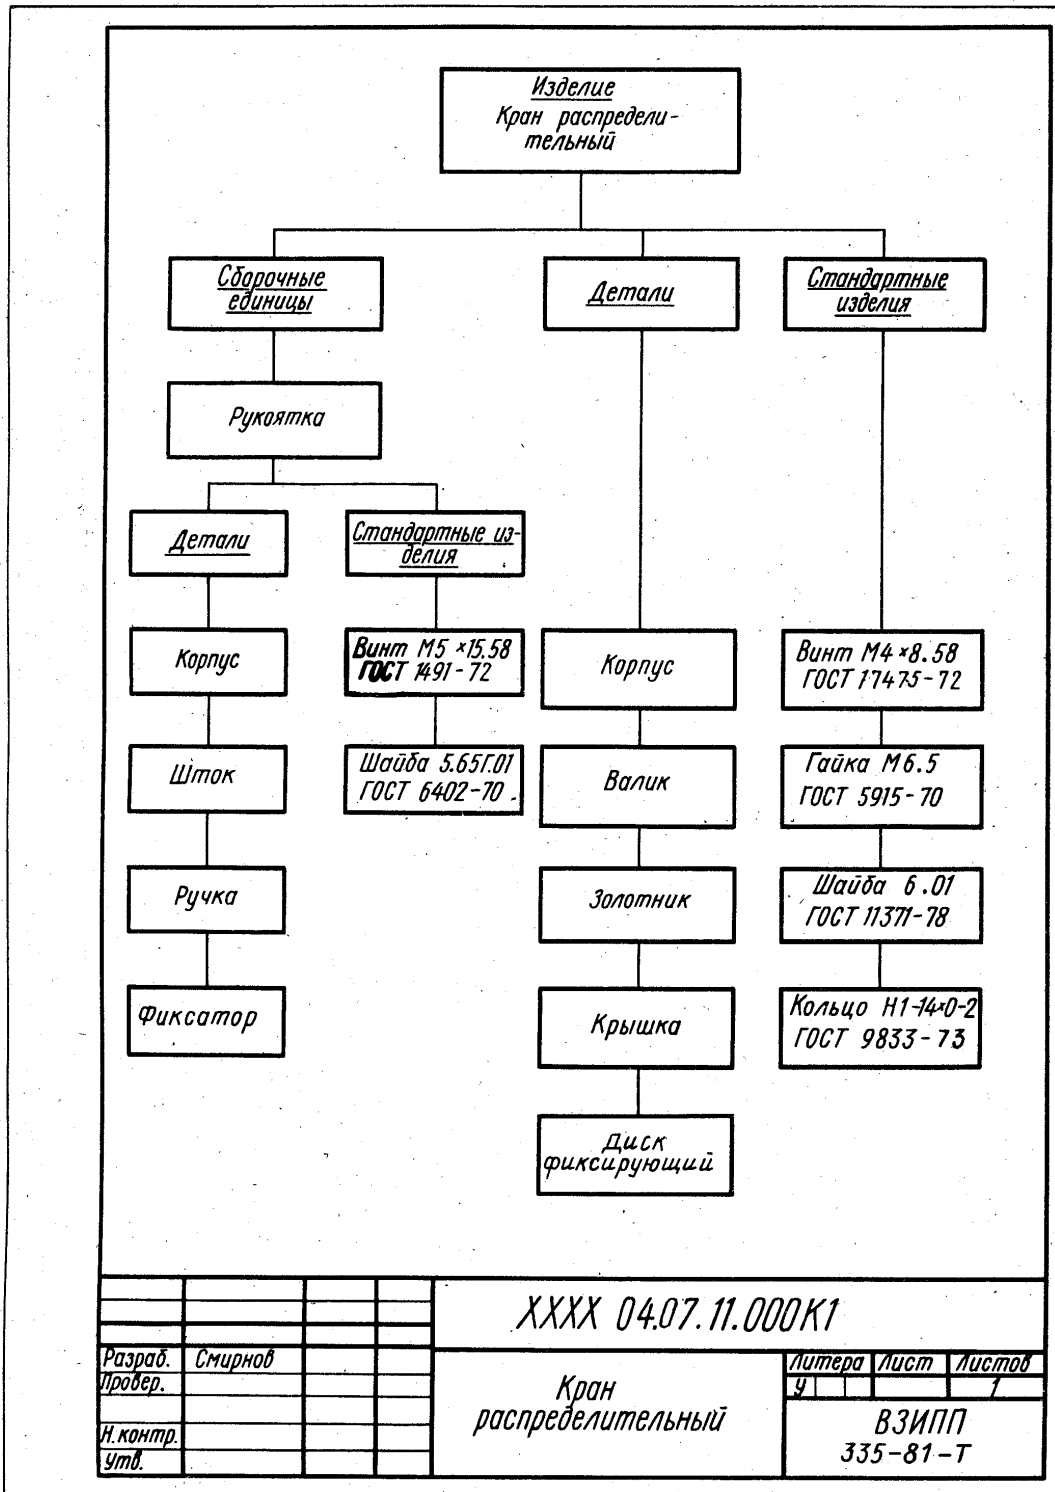 Изделие
Кран распредели-
тельный
Сборочные
единицы
Детали
Стандартные
изделия
Рукоятка
Детали
Стандартные из-
делия
Корпус
Винт М5 ×15.58
ГОСТ 1491-72
Корпус
Винт М4×8.58
ГОСТ 17475-72
Шток
Шайба 5.65Г.01
ГОСТ 6402-70
Валик
Гайка М6.5
ГОСТ 5915-70
Ручка
Золотник
Шайба 6.01
ГОСТ 11371-78
Фиксатор
Крышка
Кольцо Н1-14×0-2
ГОСТ 9833-73
Диск
фиксирующий
ХХХХ 04.07.11.000К1
Разраб. Смирнов
Провер.
Н.контр.
Утв.
Кран
распределительный
Литера Лист Листов
У 1
ВЗИПП
335-81-Т